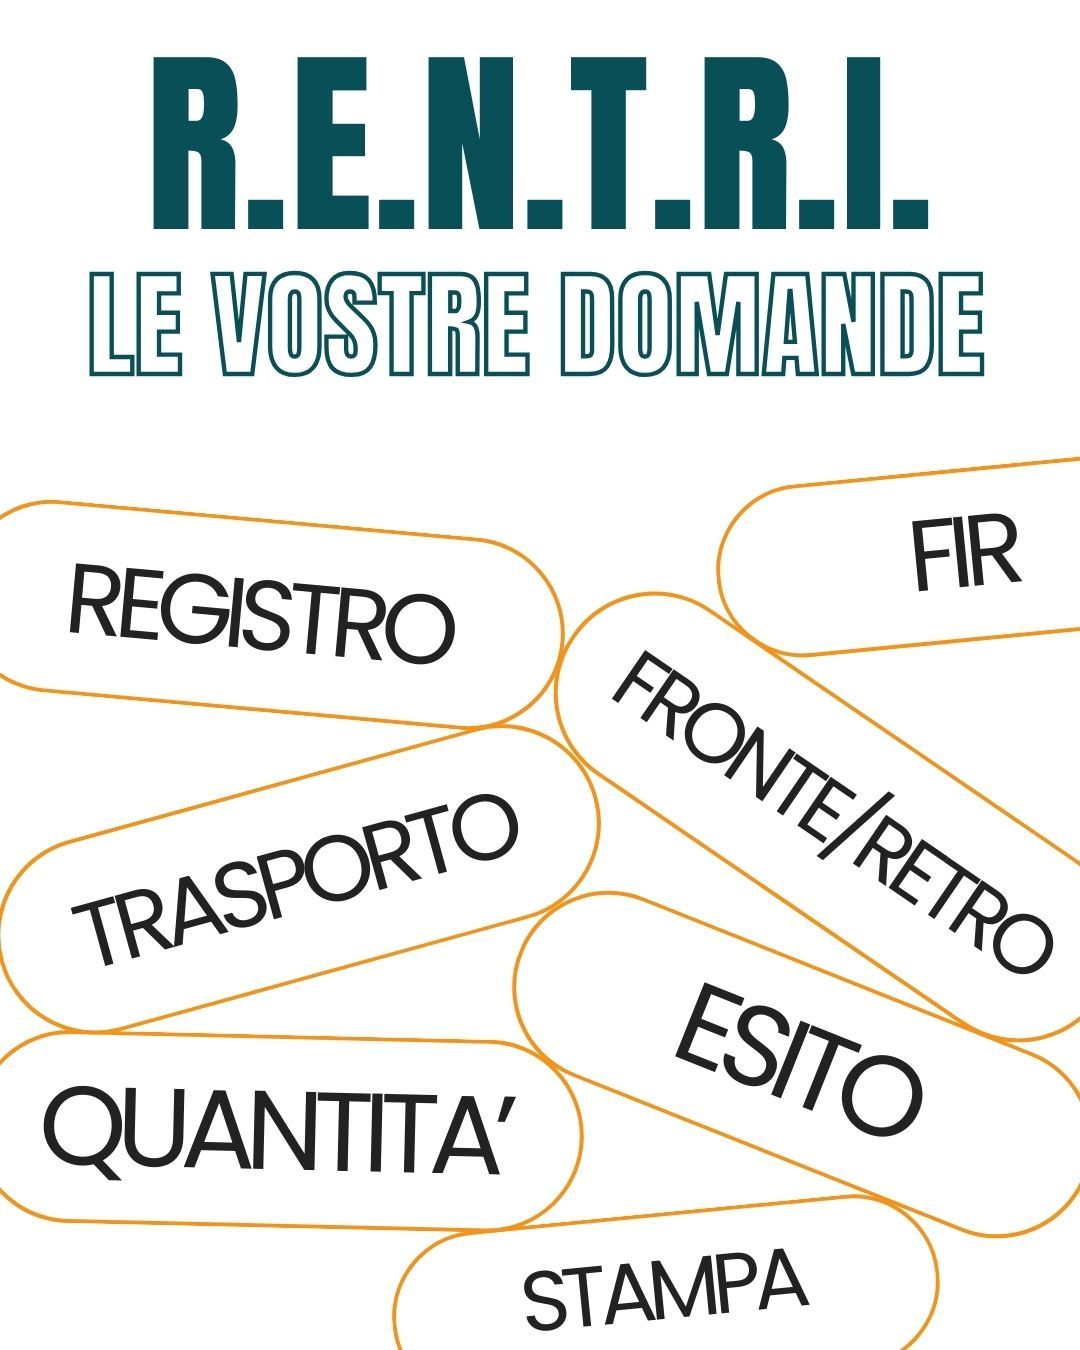 R.E.N.T.R.I.
LE VOSTRE DOMANDE
FIR
REGISTRO
FRONTE/RETRO
TRASPORTO
ESITO
QUANTITA'
STAMPA